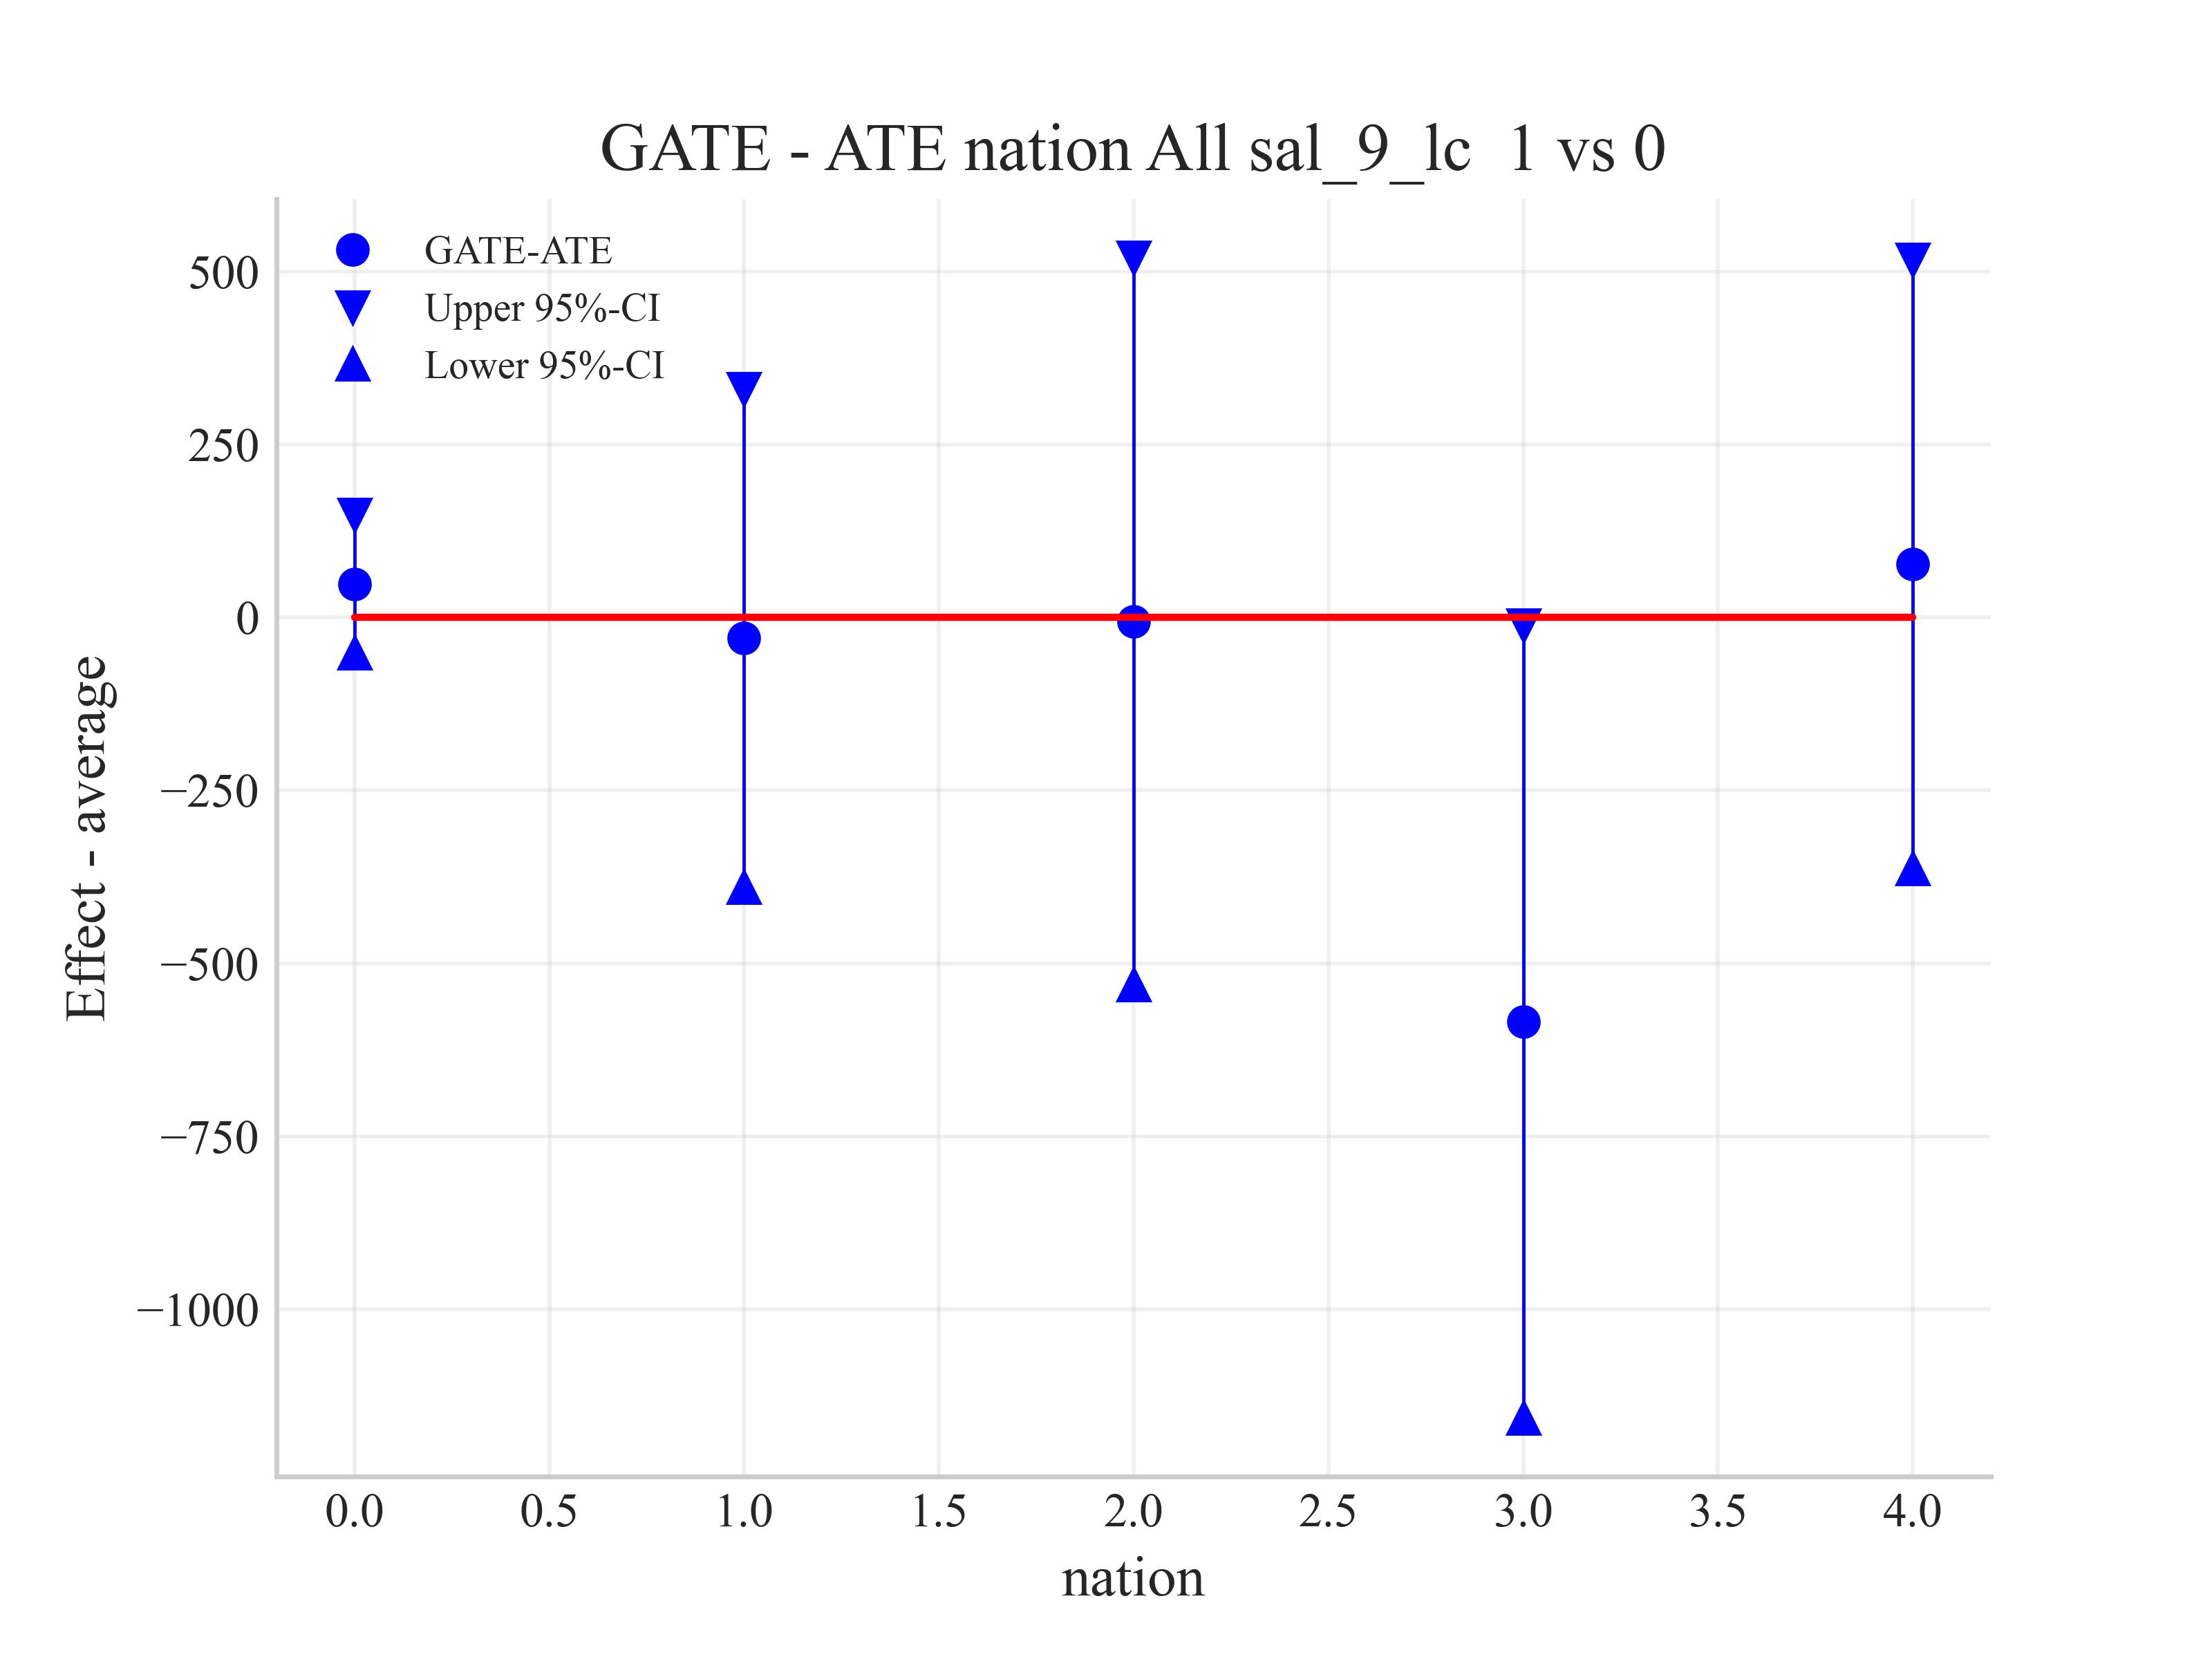 GATE - ATE nation All sal_9_lc  1 vs 0
GATE-ATE
Upper 95%-CI
Lower 95%-CI
500
250
0
−250
−500
−750
−1000
Effect - average
0.0 0.5 1.0 1.5 2.0 2.5 3.0 3.5 4.0
nation